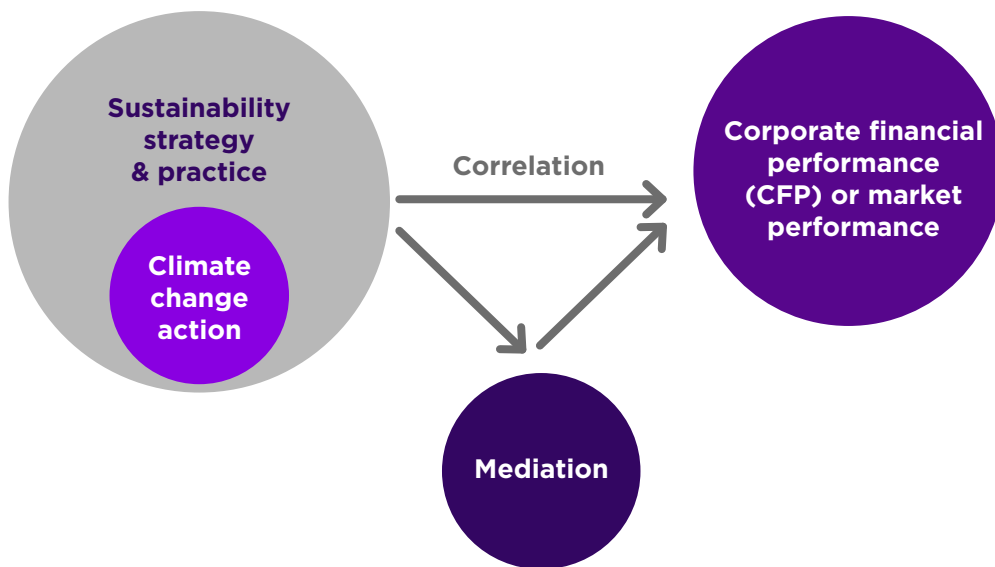 Sustainability
strategy
& practice
Climate
change
action
Correlation
Corporate financial
performance
(CFP) or market
performance
Mediation